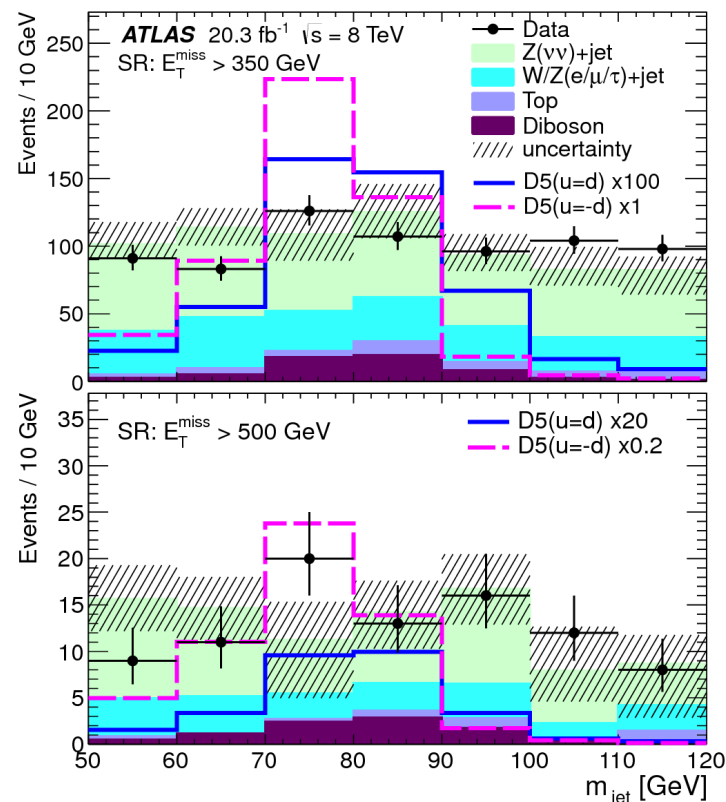 ATLAS 20.3 fb⁻¹ √s = 8 TeV
SR: E_T^miss > 350 GeV
Data
Z(νν)+jet
W/Z(e/μ/τ)+jet
Top
Diboson
uncertainty
D5(u=d) x100
D5(u=-d) x1
Events / 10 GeV
250
200
150
100
50
0
SR: E_T^miss > 500 GeV
D5(u=d) x20
D5(u=-d) x0.2
Events / 10 GeV
35
30
25
20
15
10
5
0
50 60 70 80 90 100 110 120
m_jet [GeV]